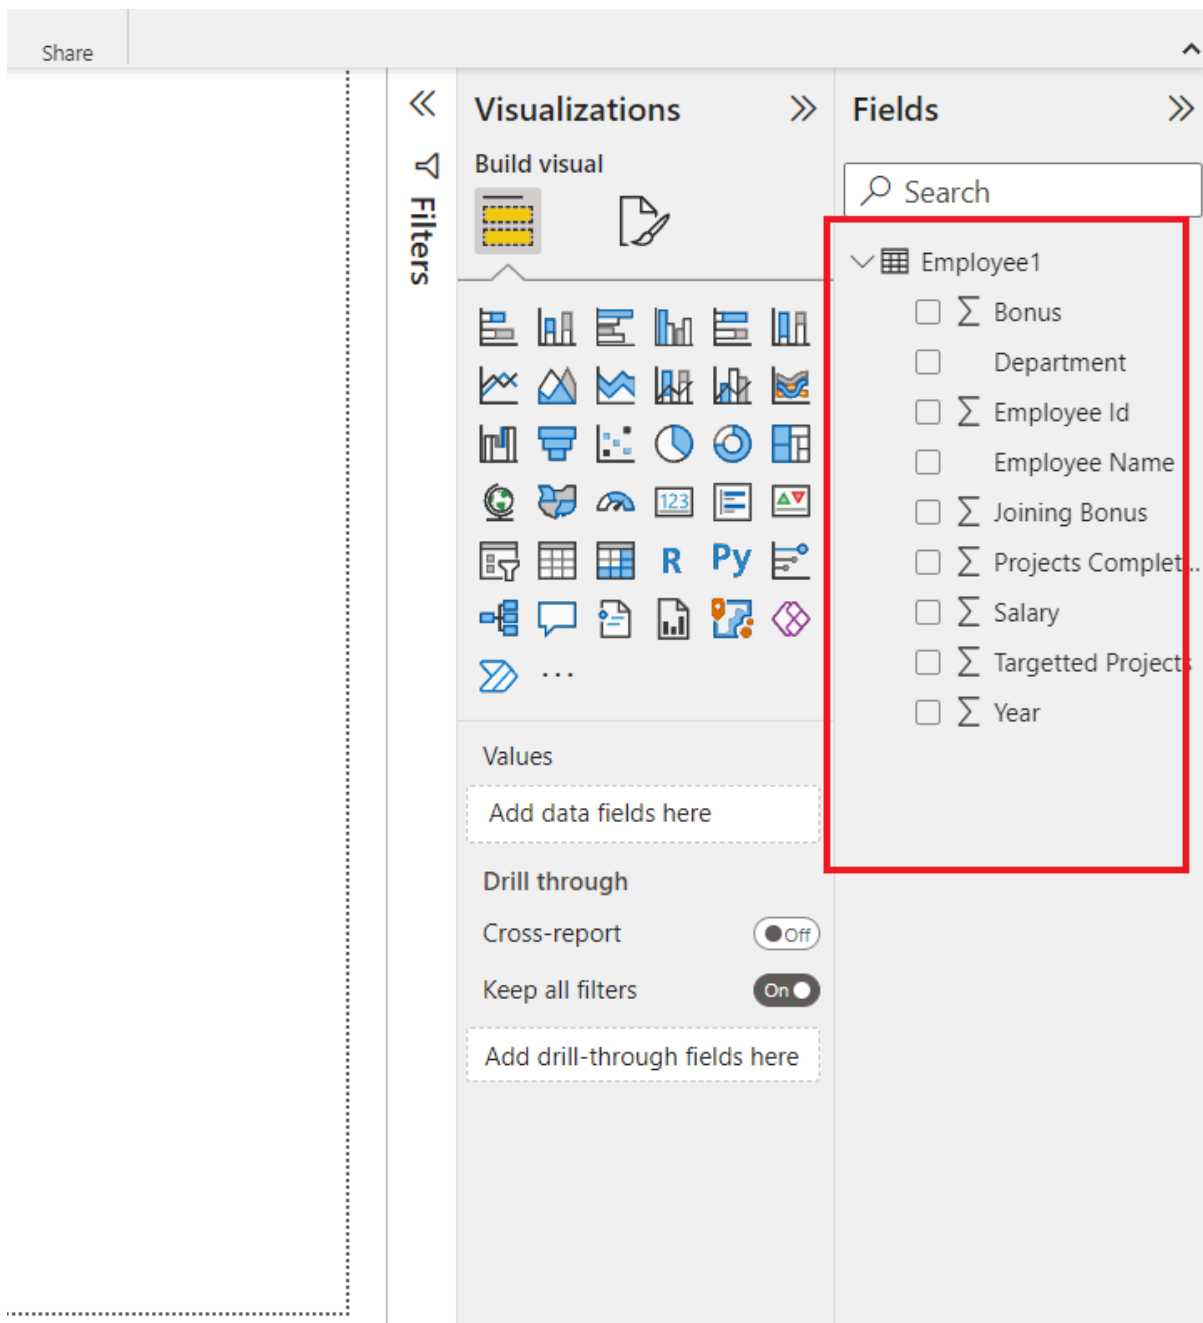 Share
Filters
Visualizations
Build visual
123
R
Py
...
Values
Add data fields here
Drill through
Cross-report
Off
Keep all filters
On
Add drill-through fields here
Fields
Search
Employee1
Σ Bonus
Department
Σ Employee Id
Employee Name
Σ Joining Bonus
Σ Projects Complet...
Σ Salary
Σ Targetted Projects
Σ Year